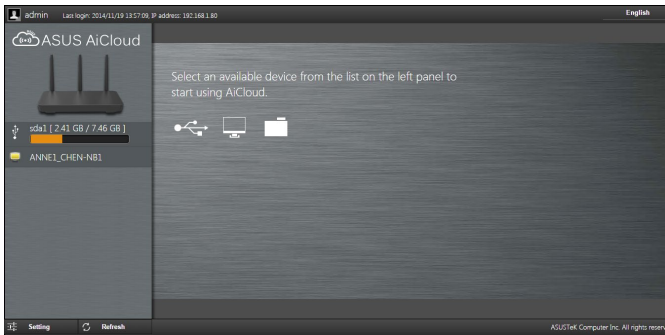 admin Last login: 2014/11/19 13:57:09, IP address: 192.168.1.80
English
ASUS AiCloud
Select an available device from the list on the left panel to
start using AiCloud.
sda1 [ 2.41 GB / 7.46 GB ]
ANNE1_CHEN-NB1
Setting Refresh
ASUSTeK Computer Inc. All rights reserv